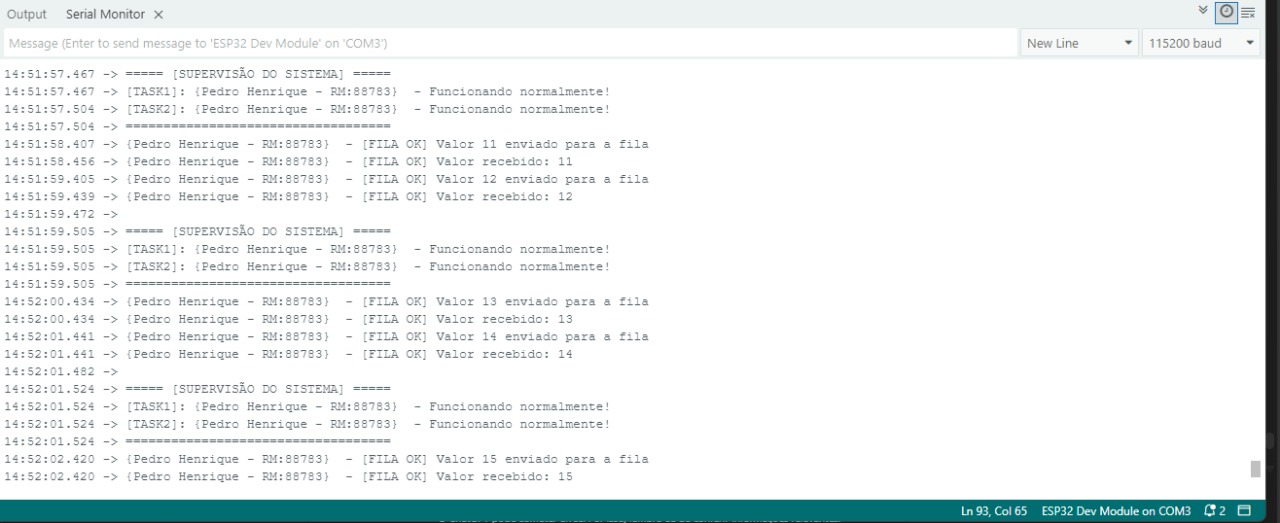 Output Serial Monitor
Message (Enter to send message to 'ESP32 Dev Module' on 'COM3')
New Line
115200 baud
14:51:57.467 -> ===== [SUPERVISÃO DO SISTEMA] =====
14:51:57.467 -> [TASK1]: {Pedro Henrique - RM:88783}  - Funcionando normalmente!
14:51:57.504 -> [TASK2]: {Pedro Henrique - RM:88783}  - Funcionando normalmente!
14:51:57.504 -> ===================================
14:51:58.407 -> {Pedro Henrique - RM:88783}  - [FILA OK] Valor 11 enviado para a fila
14:51:58.456 -> {Pedro Henrique - RM:88783}  - [FILA OK] Valor recebido: 11
14:51:59.405 -> {Pedro Henrique - RM:88783}  - [FILA OK] Valor 12 enviado para a fila
14:51:59.439 -> {Pedro Henrique - RM:88783}  - [FILA OK] Valor recebido: 12
14:51:59.472 ->
14:51:59.505 -> ===== [SUPERVISÃO DO SISTEMA] =====
14:51:59.505 -> [TASK1]: {Pedro Henrique - RM:88783}  - Funcionando normalmente!
14:51:59.505 -> [TASK2]: {Pedro Henrique - RM:88783}  - Funcionando normalmente!
14:51:59.505 -> ===================================
14:52:00.434 -> {Pedro Henrique - RM:88783}  - [FILA OK] Valor 13 enviado para a fila
14:52:00.434 -> {Pedro Henrique - RM:88783}  - [FILA OK] Valor recebido: 13
14:52:01.441 -> {Pedro Henrique - RM:88783}  - [FILA OK] Valor 14 enviado para a fila
14:52:01.441 -> {Pedro Henrique - RM:88783}  - [FILA OK] Valor recebido: 14
14:52:01.482 ->
14:52:01.524 -> ===== [SUPERVISÃO DO SISTEMA] =====
14:52:01.524 -> [TASK1]: {Pedro Henrique - RM:88783}  - Funcionando normalmente!
14:52:01.524 -> [TASK2]: {Pedro Henrique - RM:88783}  - Funcionando normalmente!
14:52:01.524 -> ===================================
14:52:02.420 -> {Pedro Henrique - RM:88783}  - [FILA OK] Valor 15 enviado para a fila
14:52:02.420 -> {Pedro Henrique - RM:88783}  - [FILA OK] Valor recebido: 15
Ln 93, Col 65 ESP32 Dev Module on COM3 2